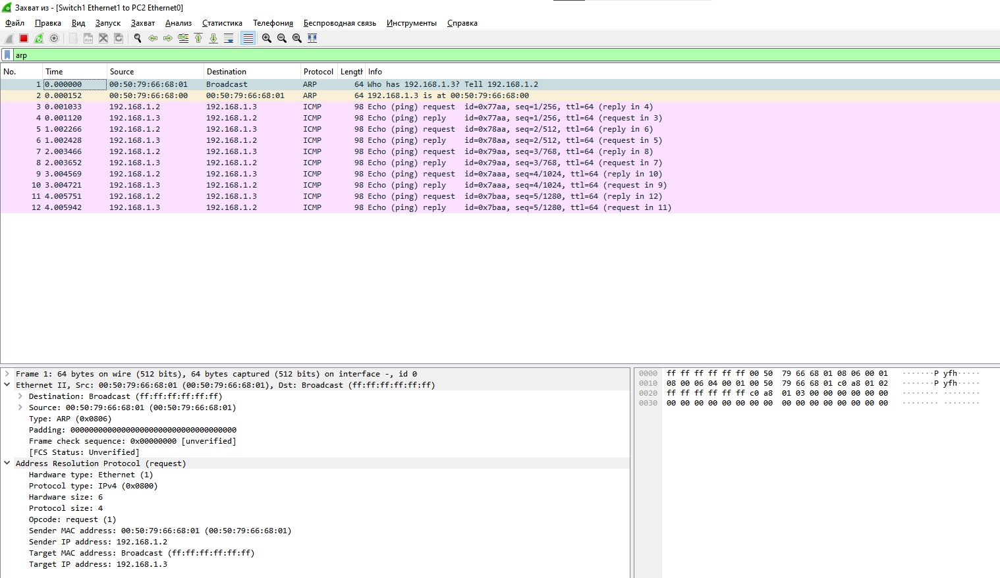 Захват из - [Switch1 Ethernet1 to PC2 Ethernet0]
Файл Правка Вид Запуск Захват Анализ Статистика Телефония Беспроводная связь Инструменты Справка
arp
No. Time Source Destination Protocol Length Info
1 0.000000 00:50:79:66:68:01 Broadcast ARP 64 Who has 192.168.1.3? Tell 192.168.1.2
2 0.000152 00:50:79:66:68:00 00:50:79:66:68:01 ARP 64 192.168.1.3 is at 00:50:79:66:68:00
3 0.001033 192.168.1.2 192.168.1.3 ICMP 98 Echo (ping) request id=0x77aa, seq=1/256, ttl=64 (reply in 4)
4 0.001120 192.168.1.3 192.168.1.2 ICMP 98 Echo (ping) reply id=0x77aa, seq=1/256, ttl=64 (request in 3)
5 1.002266 192.168.1.2 192.168.1.3 ICMP 98 Echo (ping) request id=0x78aa, seq=2/512, ttl=64 (reply in 6)
6 1.002428 192.168.1.3 192.168.1.2 ICMP 98 Echo (ping) reply id=0x78aa, seq=2/512, ttl=64 (request in 5)
7 2.003466 192.168.1.2 192.168.1.3 ICMP 98 Echo (ping) request id=0x79aa, seq=3/768, ttl=64 (reply in 8)
8 2.003652 192.168.1.3 192.168.1.2 ICMP 98 Echo (ping) reply id=0x79aa, seq=3/768, ttl=64 (request in 7)
9 3.004569 192.168.1.2 192.168.1.3 ICMP 98 Echo (ping) request id=0x7aaa, seq=4/1024, ttl=64 (reply in 10)
10 3.004721 192.168.1.3 192.168.1.2 ICMP 98 Echo (ping) reply id=0x7aaa, seq=4/1024, ttl=64 (request in 9)
11 4.005751 192.168.1.2 192.168.1.3 ICMP 98 Echo (ping) request id=0x7baa, seq=5/1280, ttl=64 (reply in 12)
12 4.005942 192.168.1.3 192.168.1.2 ICMP 98 Echo (ping) reply id=0x7baa, seq=5/1280, ttl=64 (request in 11)
Frame 1: 64 bytes on wire (512 bits), 64 bytes captured (512 bits) on interface -, id 0
Ethernet II, Src: 00:50:79:66:68:01 (00:50:79:66:68:01), Dst: Broadcast (ff:ff:ff:ff:ff:ff)
Destination: Broadcast (ff:ff:ff:ff:ff:ff)
Source: 00:50:79:66:68:01 (00:50:79:66:68:01)
Type: ARP (0x0806)
Padding: 000000000000000000000000000000000000
Frame check sequence: 0x00000000 [unverified]
[FCS Status: Unverified]
Address Resolution Protocol (request)
Hardware type: Ethernet (1)
Protocol type: IPv4 (0x0800)
Hardware size: 6
Protocol size: 4
Opcode: request (1)
Sender MAC address: 00:50:79:66:68:01 (00:50:79:66:68:01)
Sender IP address: 192.168.1.2
Target MAC address: Broadcast (ff:ff:ff:ff:ff:ff)
Target IP address: 192.168.1.3
0000 ff ff ff ff ff ff 00 50 79 66 68 01 08 06 00 01 ·······P yfh·····
0010 08 00 06 04 00 01 00 50 79 66 68 01 c0 a8 01 02 ·······P yfh·····
0020 ff ff ff ff ff ff c0 a8 01 03 00 00 00 00 00 00 ········ ········
0030 00 00 00 00 00 00 00 00 00 00 00 00 00 00 00 00 ········ ········